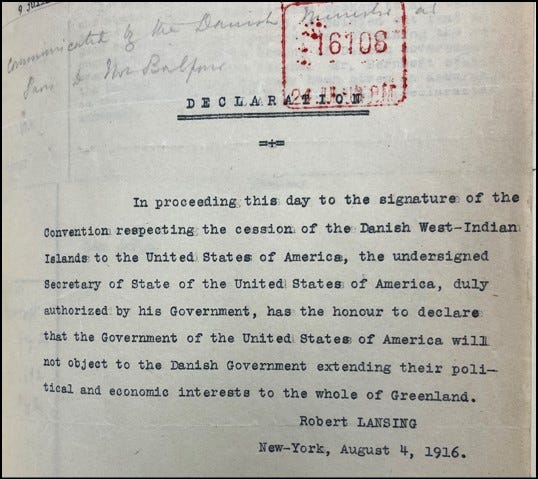 Communicated by the Danish Minister at
Paris to Mr Balfour
16108
DECLARATION
In proceeding this day to the signature of the
Convention respecting the cession of the Danish West-Indian
Islands to the United States of America, the undersigned
Secretary of State of the United States of America, duly
authorized by his Government, has the honour to declare
that the Government of the United States of America will
not object to the Danish Government extending their poli-
tical and economic interests to the whole of Greenland.
Robert LANSING
New-York, August 4, 1916.